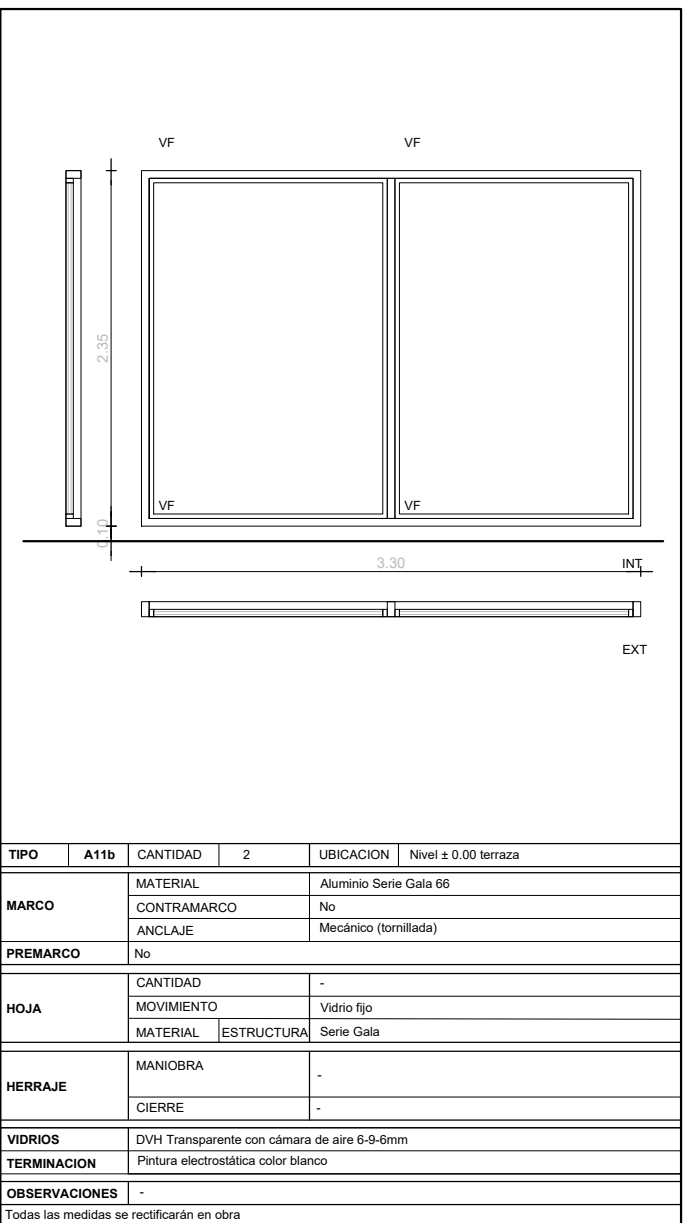 VF VF
2.35
VF VF
0.10
3.30 INT
EXT
TIPO A11b CANTIDAD 2 UBICACION Nivel ± 0.00 terraza
MARCO
MATERIAL Aluminio Serie Gala 66
CONTRAMARCO No
ANCLAJE Mecánico (tornillada)
PREMARCO No
HOJA
CANTIDAD -
MOVIMIENTO Vidrio fijo
MATERIAL ESTRUCTURA Serie Gala
HERRAJE
MANIOBRA -
CIERRE -
VIDRIOS DVH Transparente con cámara de aire 6-9-6mm
TERMINACION Pintura electrostática color blanco
OBSERVACIONES -
Todas las medidas se rectificarán en obra